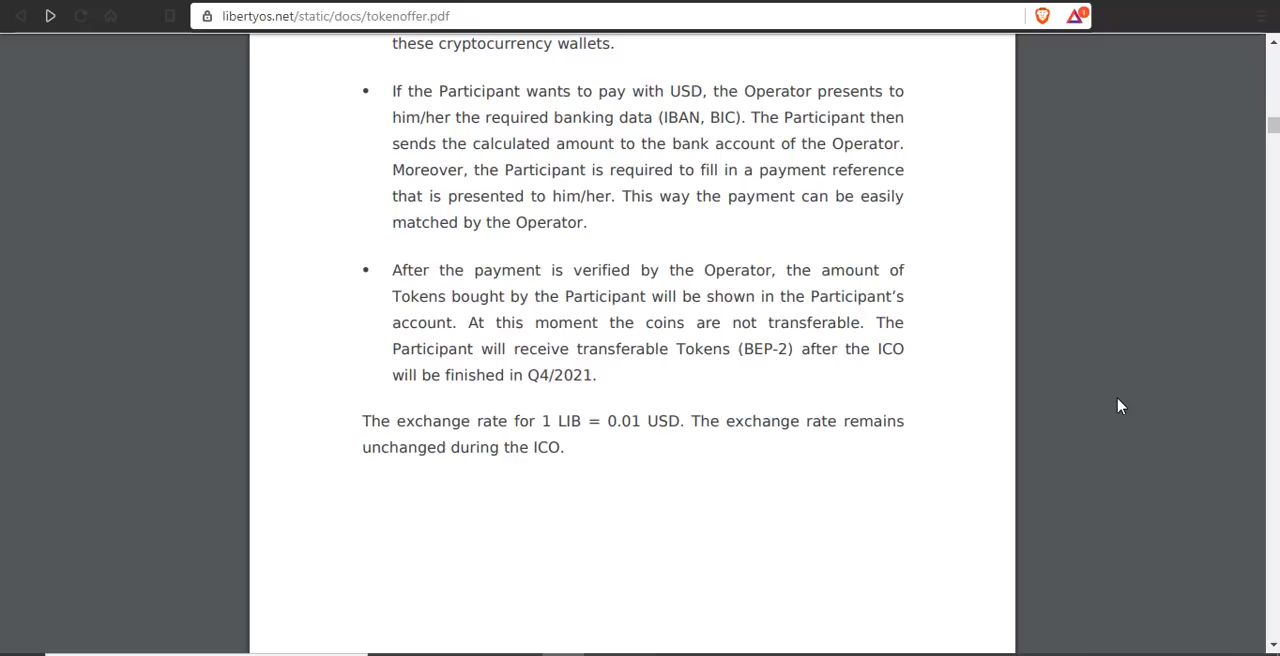 libertyos.net/static/docs/tokenoffer.pdf
1
these cryptocurrency wallets.
• If the Participant wants to pay with USD, the Operator presents to
him/her the required banking data (IBAN, BIC). The Participant then
sends the calculated amount to the bank account of the Operator.
Moreover, the Participant is required to fill in a payment reference
that is presented to him/her. This way the payment can be easily
matched by the Operator.
• After the payment is verified by the Operator, the amount of
Tokens bought by the Participant will be shown in the Participant’s
account. At this moment the coins are not transferable. The
Participant will receive transferable Tokens (BEP-2) after the ICO
will be finished in Q4/2021.
The exchange rate for 1 LIB = 0.01 USD. The exchange rate remains
unchanged during the ICO.